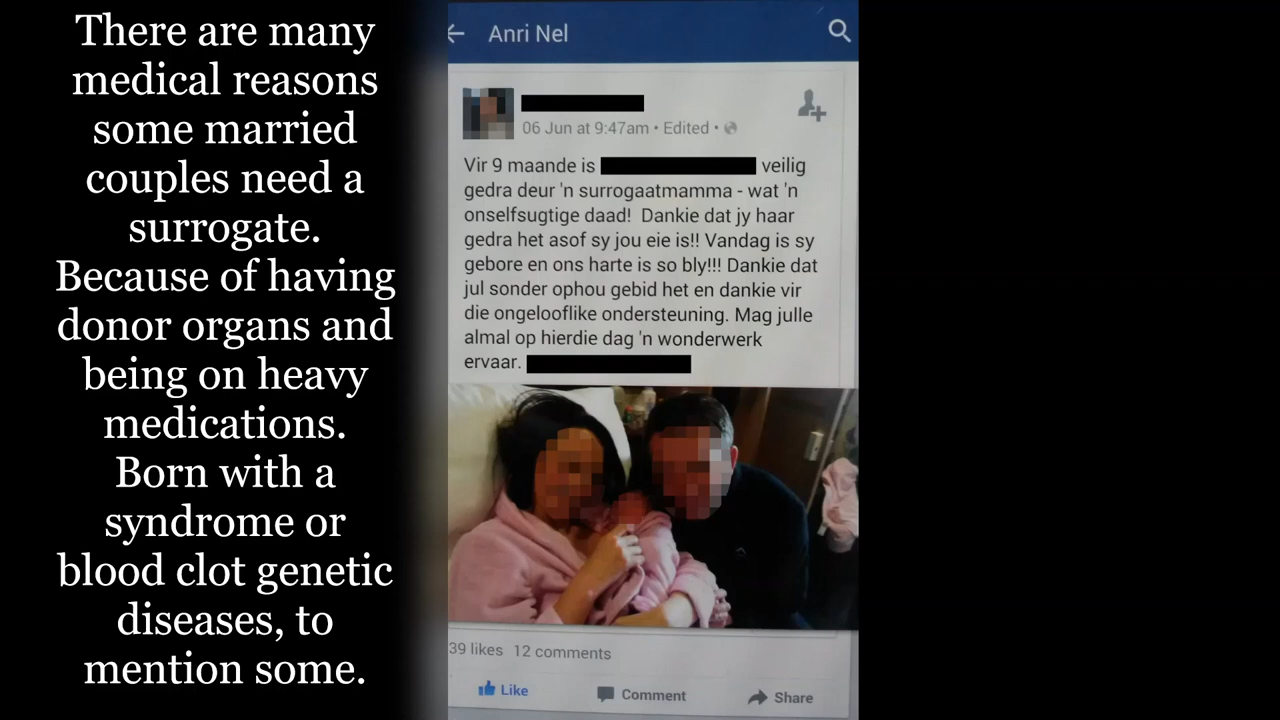 There are many
medical reasons
some married
couples need a
surrogate.
Because of having
donor organs and
being on heavy
medications.
Born with a
syndrome or
blood clot genetic
diseases, to
mention some.
Anri Nel
06 Jun at 9:47am • Edited •
Vir 9 maande is veilig
gedra deur 'n surrogaatmamma - wat 'n
onselfsugtige daad! Dankie dat jy haar
gedra het asof sy jou eie is!! Vandag is sy
gebore en ons harte is so bly!!! Dankie dat
jul sonder ophou gebid het en dankie vir
die ongelooflike ondersteuning. Mag julle
almal op hierdie dag 'n wonderwerk
ervaar.
39 likes 12 comments
Like Comment Share